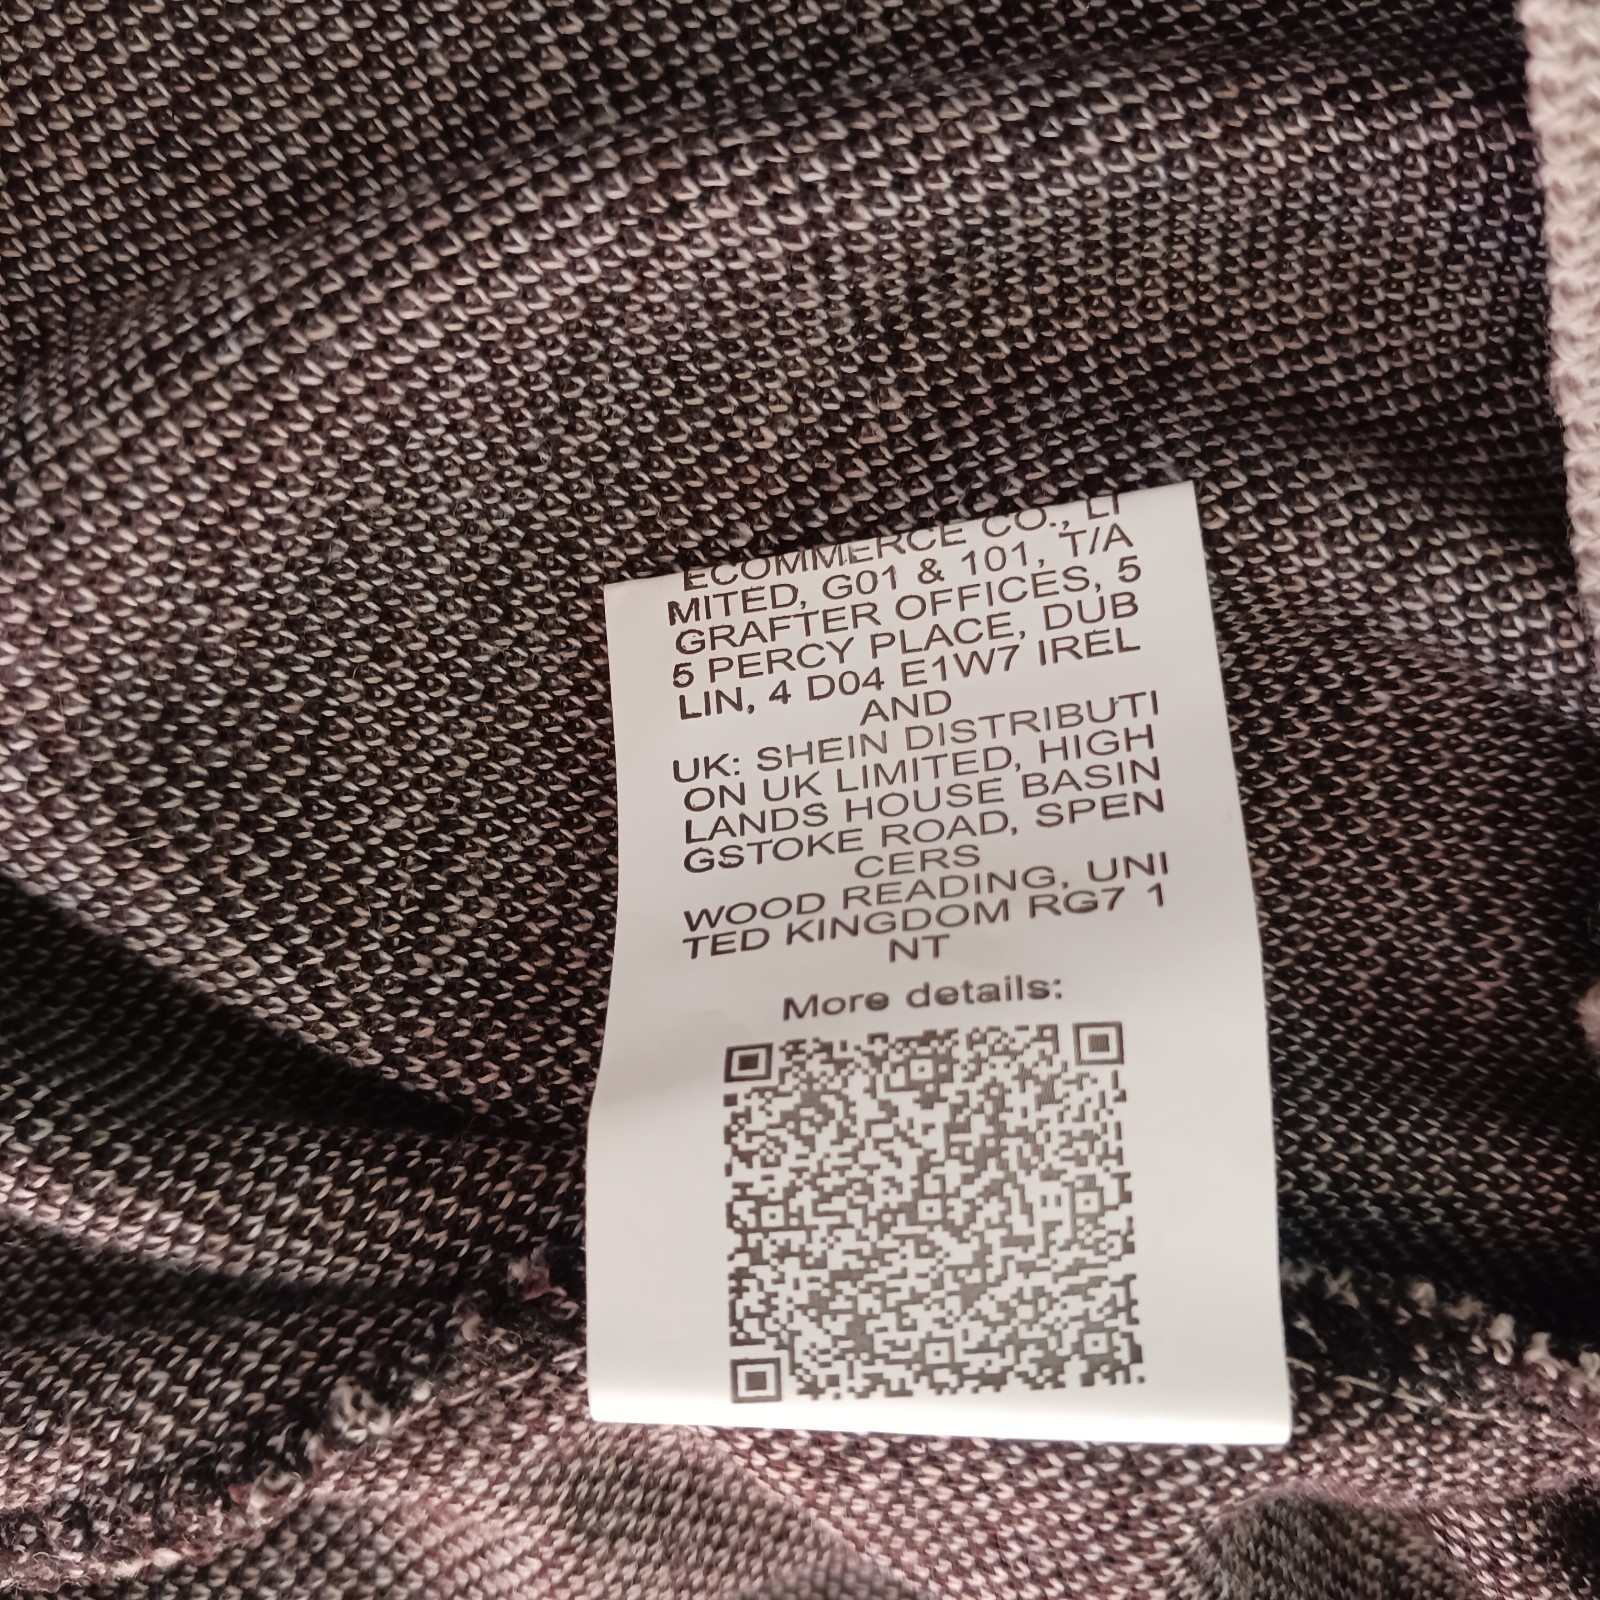 ECOMMERCE CO., LI
MITED, G01 & 101, T/A
GRAFTER OFFICES, 5
5 PERCY PLACE, DUB
LIN, 4 D04 E1W7 IREL
AND
UK: SHEIN DISTRIBUTI
ON UK LIMITED, HIGH
LANDS HOUSE BASIN
GSTOKE ROAD, SPEN
CERS
WOOD READING, UNI
TED KINGDOM RG7 1
NT
More details: